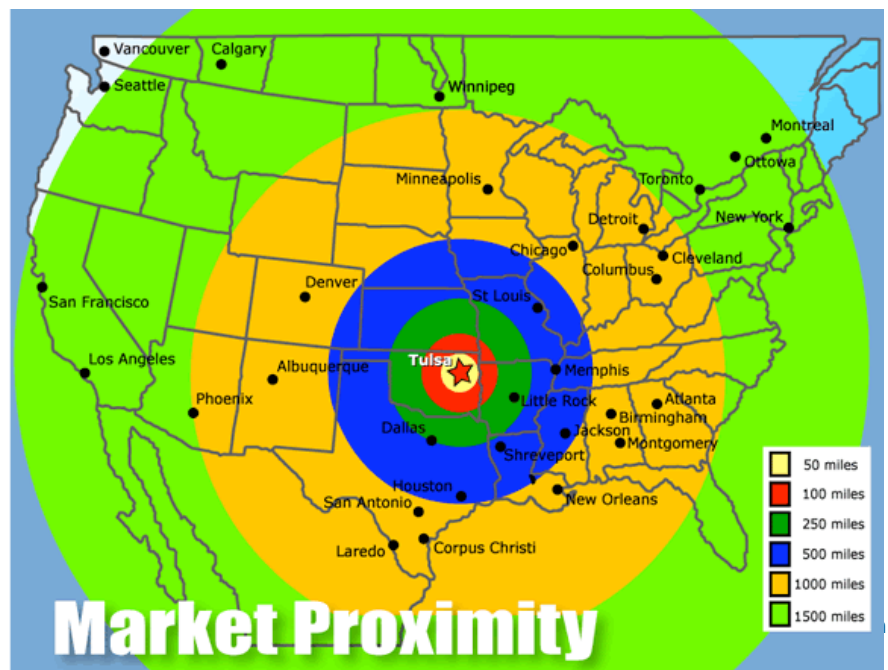 Vancouver
Calgary
Seattle
Winnipeg
Montreal
Ottawa
Minneapolis
Toronto
Detroit
New York
Chicago
Cleveland
Columbus
Denver
St Louis
San Francisco
Tulsa
Los Angeles
Albuquerque
Memphis
Phoenix
Little Rock
Atlanta
Birmingham
Dallas
Jackson
Montgomery
Shreveport
Houston
New Orleans
San Antonio
Laredo
Corpus Christi
50 miles
100 miles
250 miles
500 miles
1000 miles
1500 miles
Market Proximity